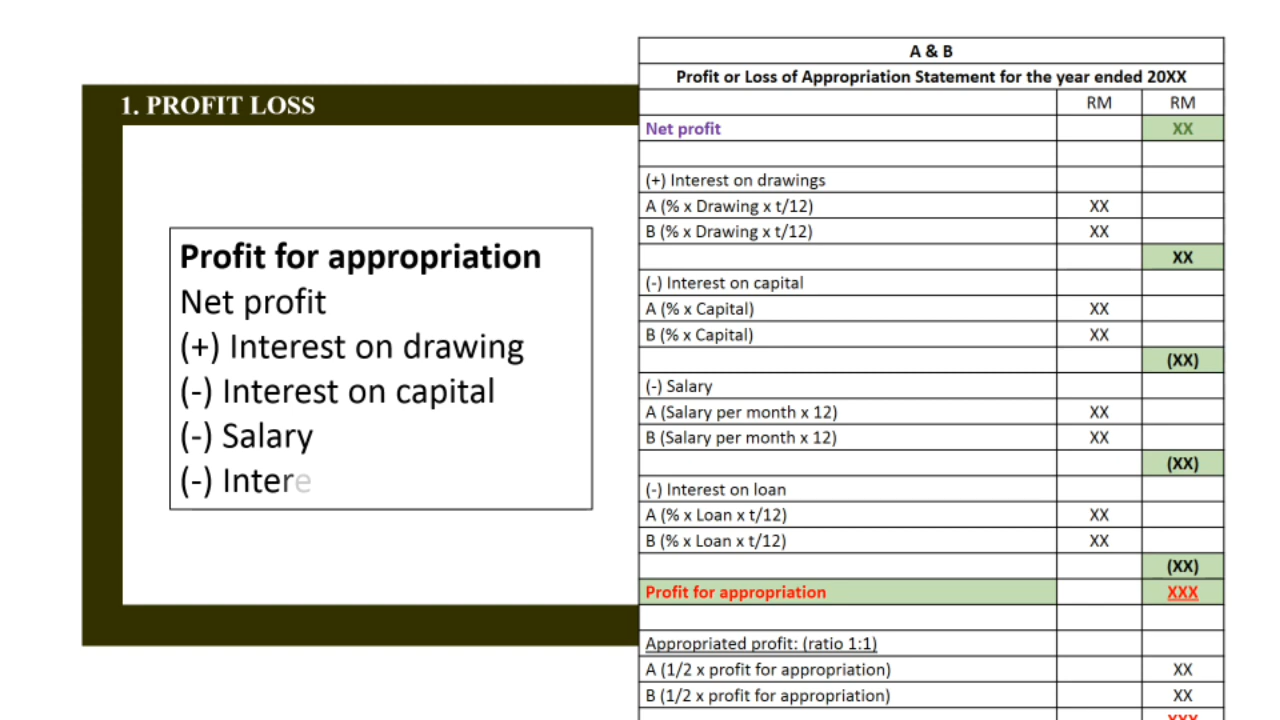 1. PROFIT LOSS
Profit for appropriation
Net profit
(+) Interest on drawing
(-) Interest on capital
(-) Salary
(-) Intere
A & B
Profit or Loss of Appropriation Statement for the year ended 20XX
RM RM
Net profit XX
(+) Interest on drawings
A (% x Drawing x t/12) XX
B (% x Drawing x t/12) XX
XX
(-) Interest on capital
A (% x Capital) XX
B (% x Capital) XX
(XX)
(-) Salary
A (Salary per month x 12) XX
B (Salary per month x 12) XX
(XX)
(-) Interest on loan
A (% x Loan x t/12) XX
B (% x Loan x t/12) XX
(XX)
Profit for appropriation XXX
Appropriated profit: (ratio 1:1)
A (1/2 x profit for appropriation) XX
B (1/2 x profit for appropriation) XX
XXX